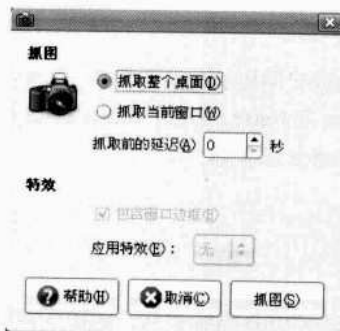 抓图
抓取整个桌面(D)
抓取当前窗口(W)
抓取前的延迟(A) 0 秒
特效
包含窗口边框(B)
应用特效(E)： 无
帮助(H) 取消(C) 抓图(S)